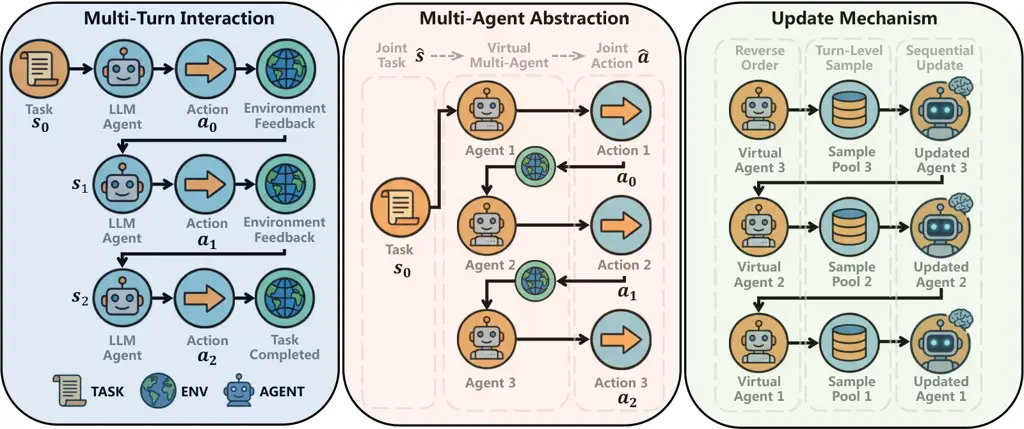 Multi-Turn Interaction
Task
s₀
LLM
Agent
Action
a₀
Environment
Feedback
s₁
LLM
Agent
Action
a₁
Environment
Feedback
s₂
LLM
Agent
Action
a₂
Task
Completed
TASK
ENV
AGENT
Multi-Agent Abstraction
Joint
Task
ŝ
Virtual
Multi-Agent
Joint
Action
â
Task
s₀
Agent 1
Action 1
a₀
Agent 2
Action 2
a₁
Agent 3
Action 3
a₂
Update Mechanism
Reverse
Order
Turn-Level
Sample
Sequential
Update
Virtual
Agent 3
Sample
Pool 3
Updated
Agent 3
Virtual
Agent 2
Sample
Pool 2
Updated
Agent 2
Virtual
Agent 1
Sample
Pool 1
Updated
Agent 1